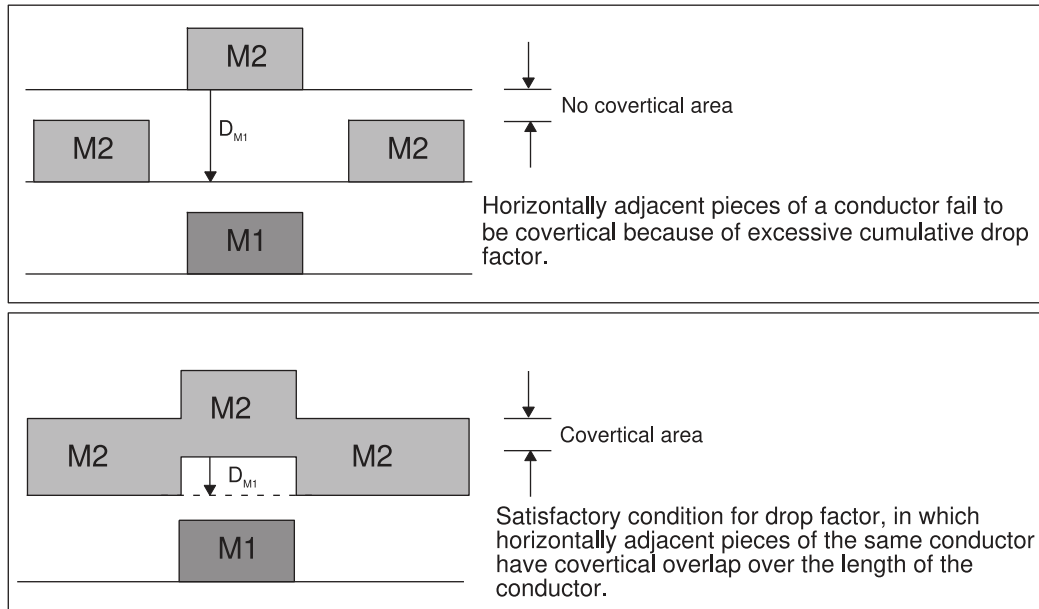 M2
No covertical area
D_M1
M2
M2
Horizontally adjacent pieces of a conductor fail to
be covertical because of excessive cumulative drop
factor.
M1
M2
Covertical area
M2
M2
D_M1
Satisfactory condition for drop factor, in which
horizontally adjacent pieces of the same conductor
have covertical overlap over the length of the
conductor.
M1